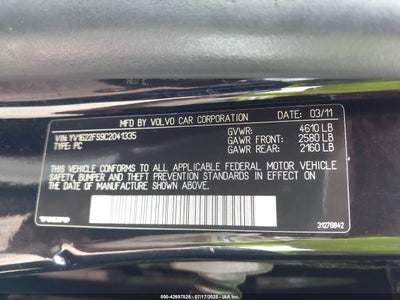 MFD BY VOLVO CAR CORPORATION 03/11
VIN: YV1622FS9C2041335
TYPE: PC
GVWR: 4610 LB
GAWR FRONT: 2580 LB
GAWR REAR: 2160 LB
THIS VEHICLE CONFORMS TO ALL APPLICABLE FEDERAL MOTOR VEHICLE
SAFETY, BUMPER AND THEFT PREVENTION STANDARDS IN EFFECT ON
THE DATE OF MANUFACTURE SHOWN ABOVE.
VOLVO
31276642
000-42697828 - 07/17/2025 - IAA Inc.